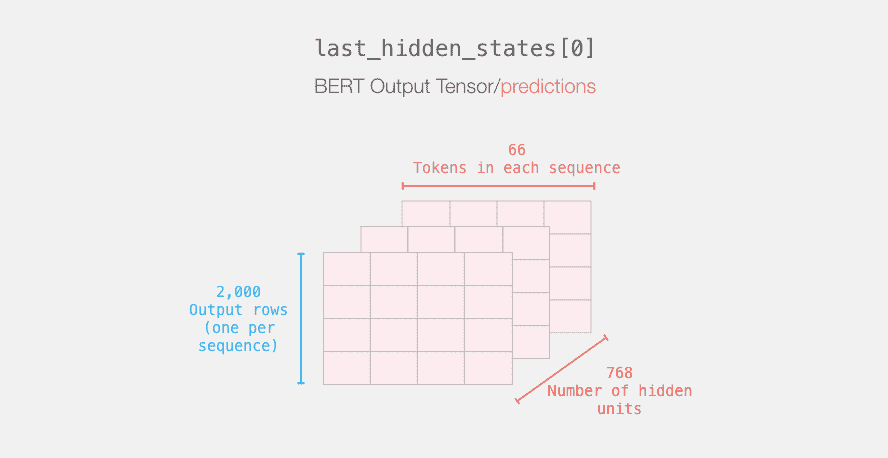 last_hidden_states[0]
BERT Output Tensor/predictions
66
Tokens in each sequence
2,000
Output rows
(one per
sequence)
768
Number of hidden
units